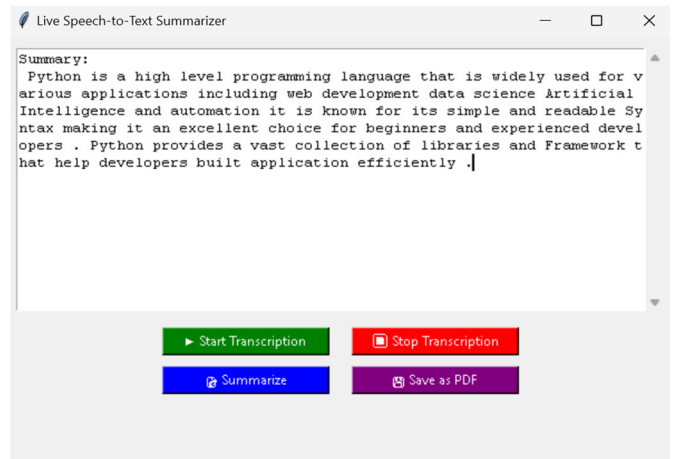 Live Speech-to-Text Summarizer
Summary:
Python is a high level programming language that is widely used for v
arious applications including web development data science Artificial
Intelligence and automation it is known for its simple and readable Sy
ntax making it an excellent choice for beginners and experienced devel
opers . Python provides a vast collection of libraries and Framework t
hat help developers built application efficiently .
Start Transcription
Stop Transcription
Summarize
Save as PDF